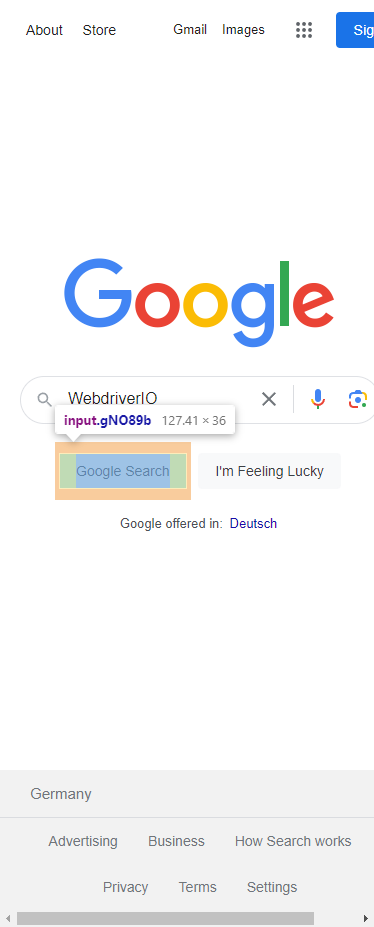 About Store Gmail Images Sig
Google
WebdriverIO
input.gNO89b 127.41 × 36
Google Search I'm Feeling Lucky
Google offered in: Deutsch
Germany
Advertising Business How Search works
Privacy Terms Settings